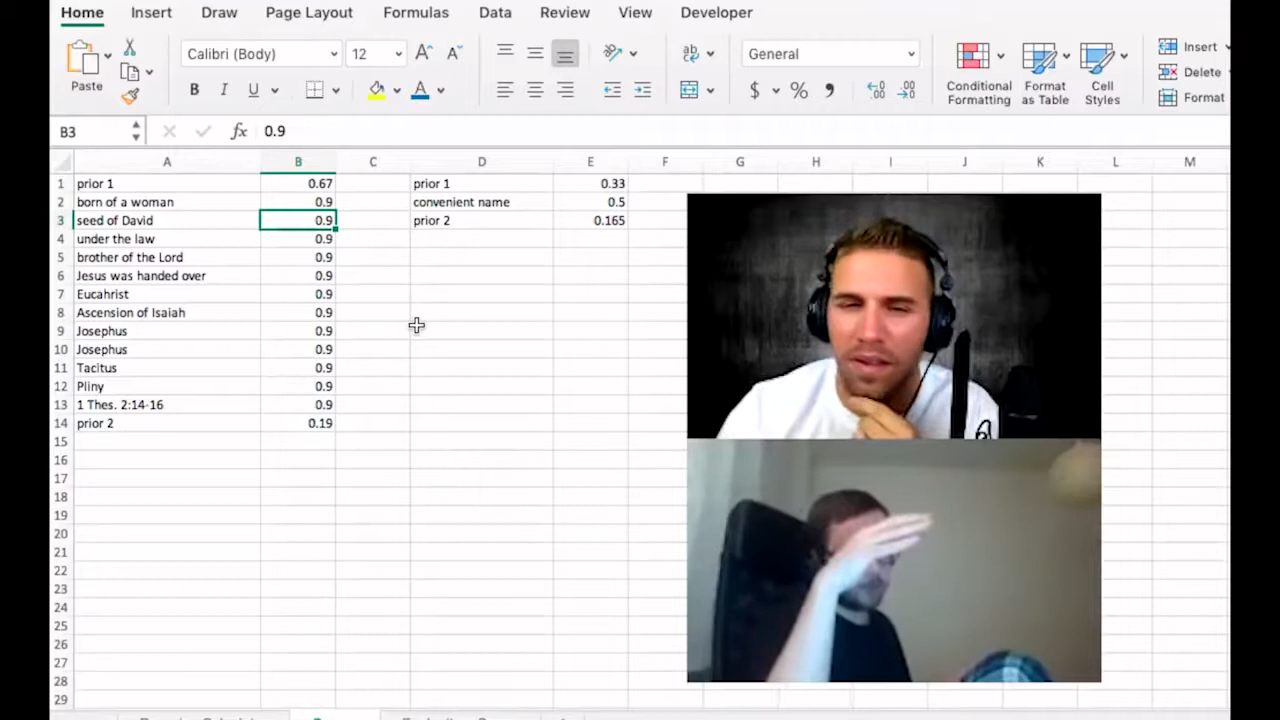 Home Insert Draw Page Layout Formulas Data Review View Developer
Calibri (Body) 12 A A ab General Insert
Paste Conditional Formatting Format as Table Cell Styles Delete
B I U A $ % Format
B3 fx 0.9
A B C D E F G H I J K L M
1 prior 1 0.67 prior 1 0.33
2 born of a woman 0.9 convenient name 0.5
3 seed of David 0.9 prior 2 0.165
4 under the law 0.9
5 brother of the Lord 0.9
6 Jesus was handed over 0.9
7 Eucahrist 0.9
8 Ascension of Isaiah 0.9
9 Josephus 0.9
10 Josephus 0.9
11 Tacitus 0.9
12 Pliny 0.9
13 1 Thes. 2:14-16 0.9
14 prior 2 0.19
15
16
17
18
19
20
21
22
23
24
25
26
27
28
29